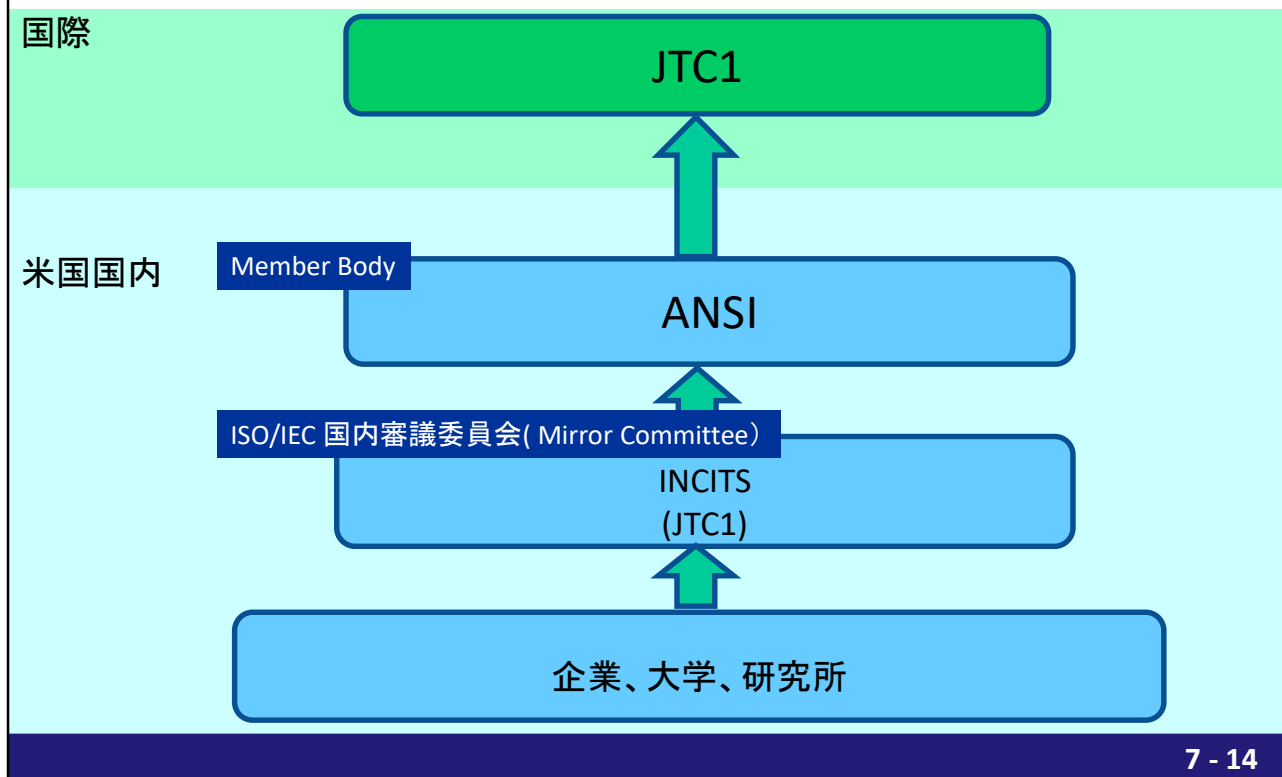 国際
JTC1
米国国内
Member Body
ANSI
ISO/IEC 国内審議委員会( Mirror Committee）
INCITS
(JTC1)
企業、大学、研究所
7 - 14